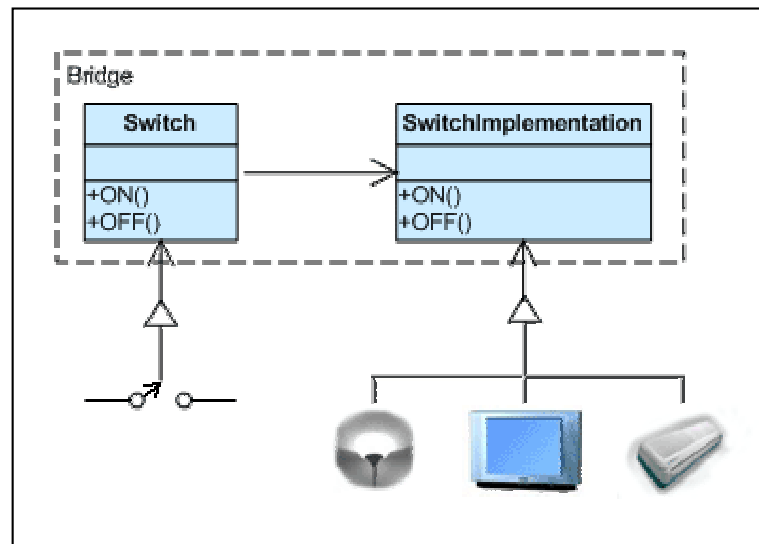 Bridge
Switch
+ON()
+OFF()
SwitchImplementation
+ON()
+OFF()